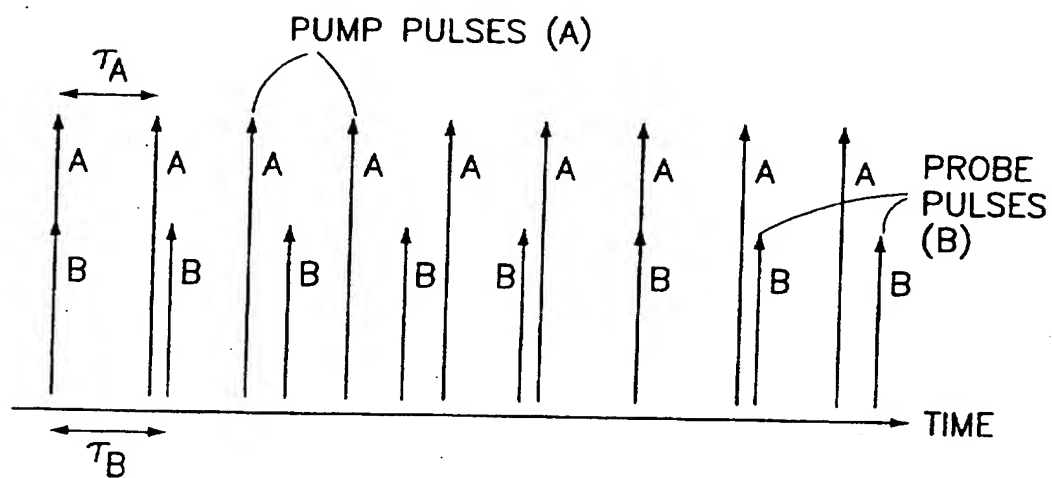 PUMP PULSES (A)
τA
A A A A A A A A A
PROBE
PULSES
(B)
B B B B B B B B
TIME
τB